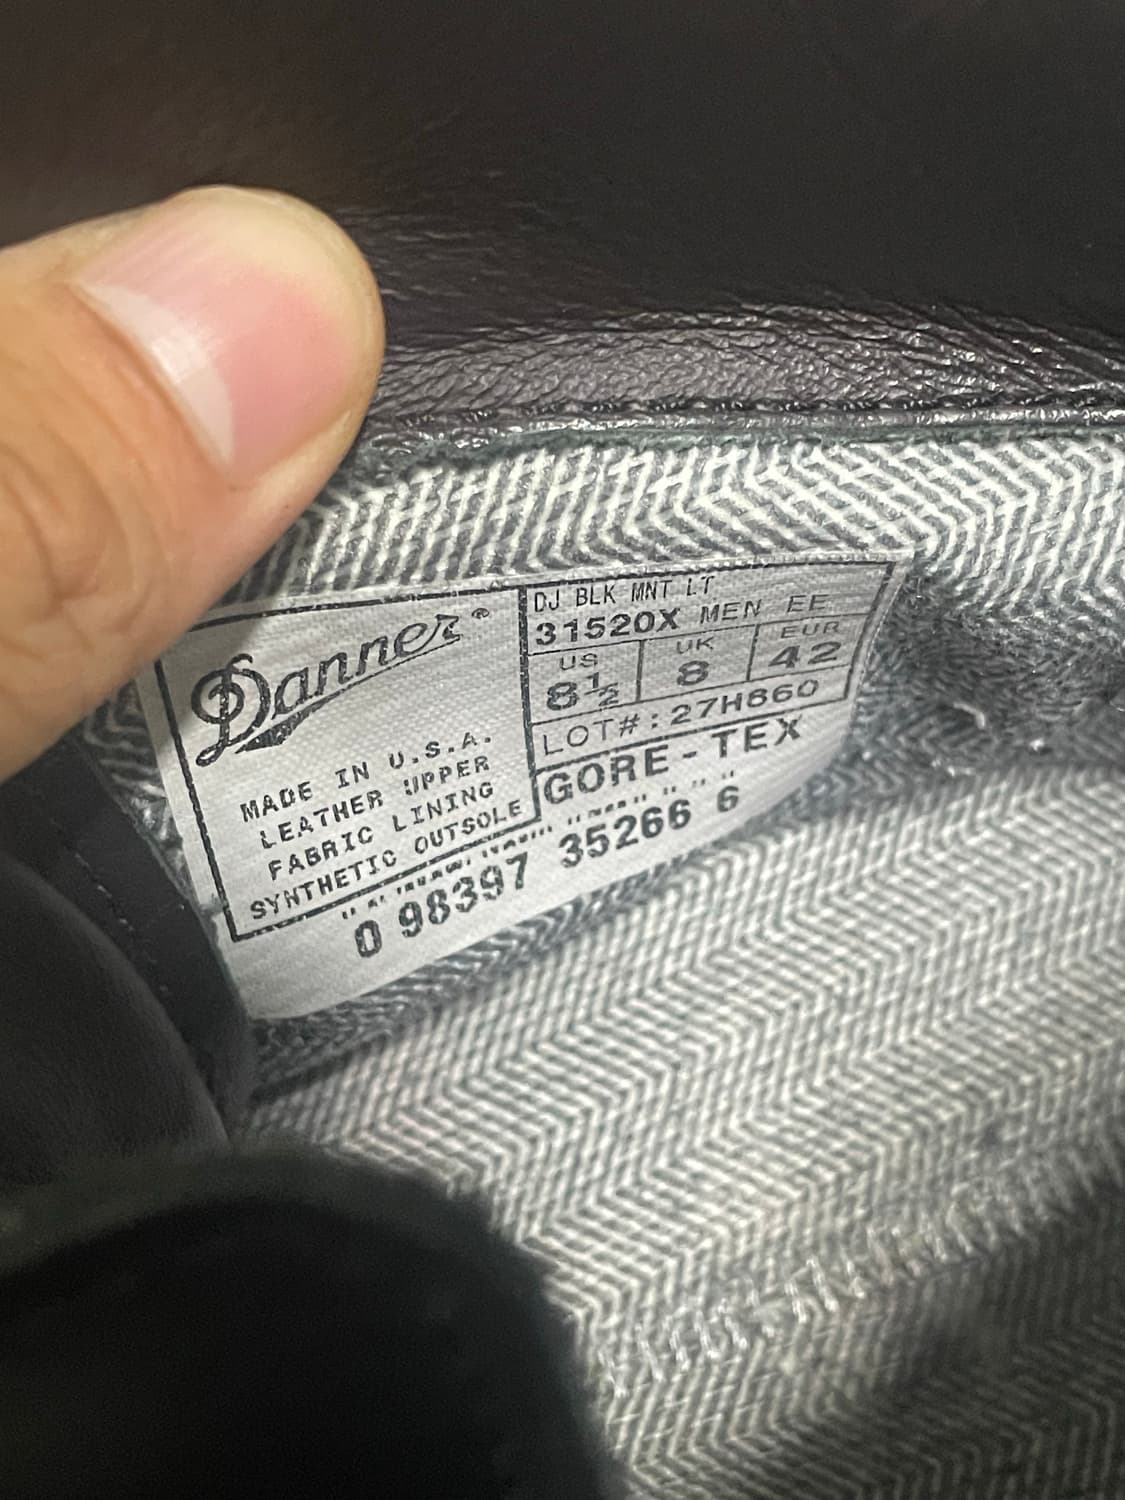 Danner®
MADE IN U.S.A.
LEATHER UPPER
FABRIC LINING
SYNTHETIC OUTSOLE
DJ BLK MNT LT
31520X MEN EE
US UK EUR
8½ 8 42
LOT#:27H860
GORE-TEX
0 98397 35266 6